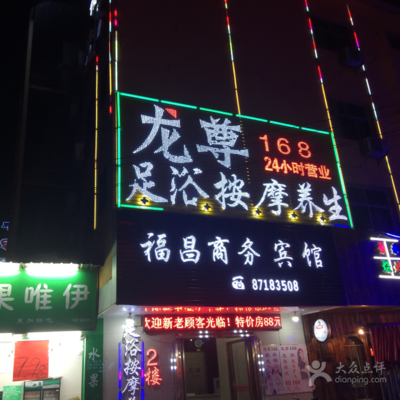 龙尊
168
24小时营业
足浴按摩养生
福昌商务宾馆
87183508
欢迎新老顾客光临！特价房88元
果唯伊
水果
足浴按摩
2楼
大众点评
dianping.com